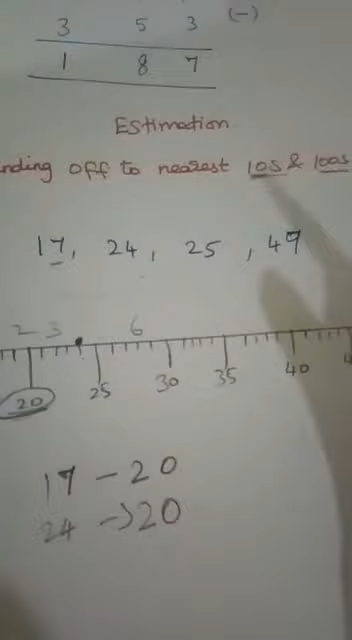 3 5 3 (-)
1 8 7
Estimation
nding off to nearest 10s & 100s
17, 24, 25, 47
2 3 6
20 25 30 35 40 4
17 - 20
24 -> 20